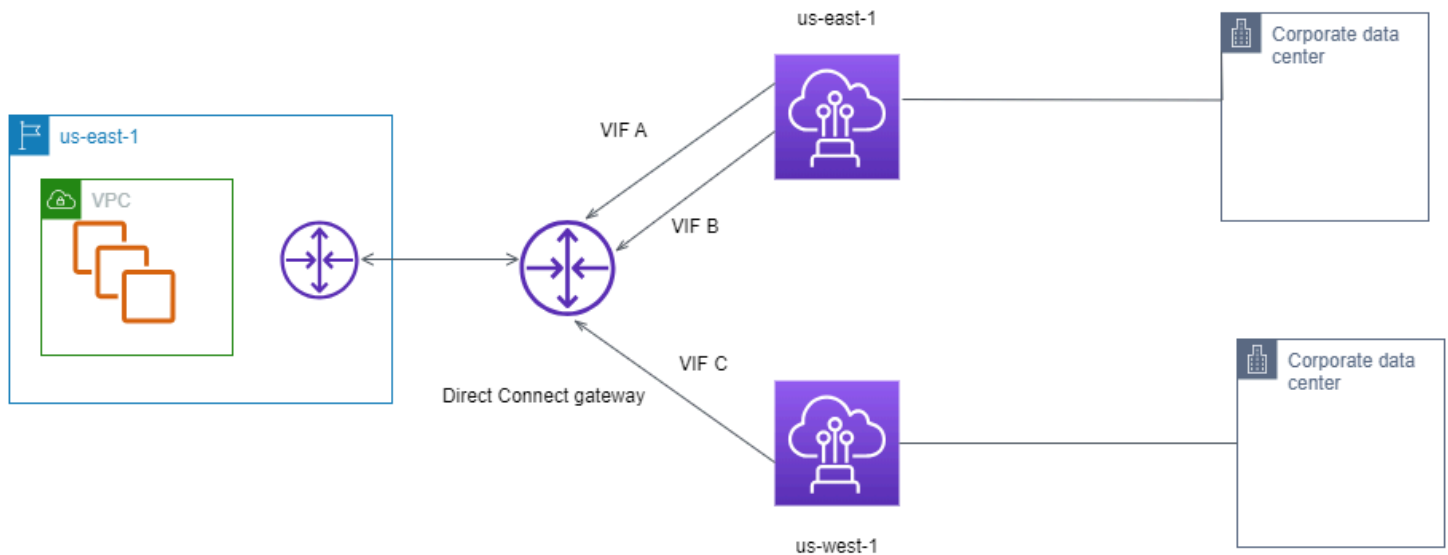 us-east-1
Corporate data
center
us-east-1
VIF A
VPC
VIF B
VIF C
Direct Connect gateway
Corporate data
center
us-west-1